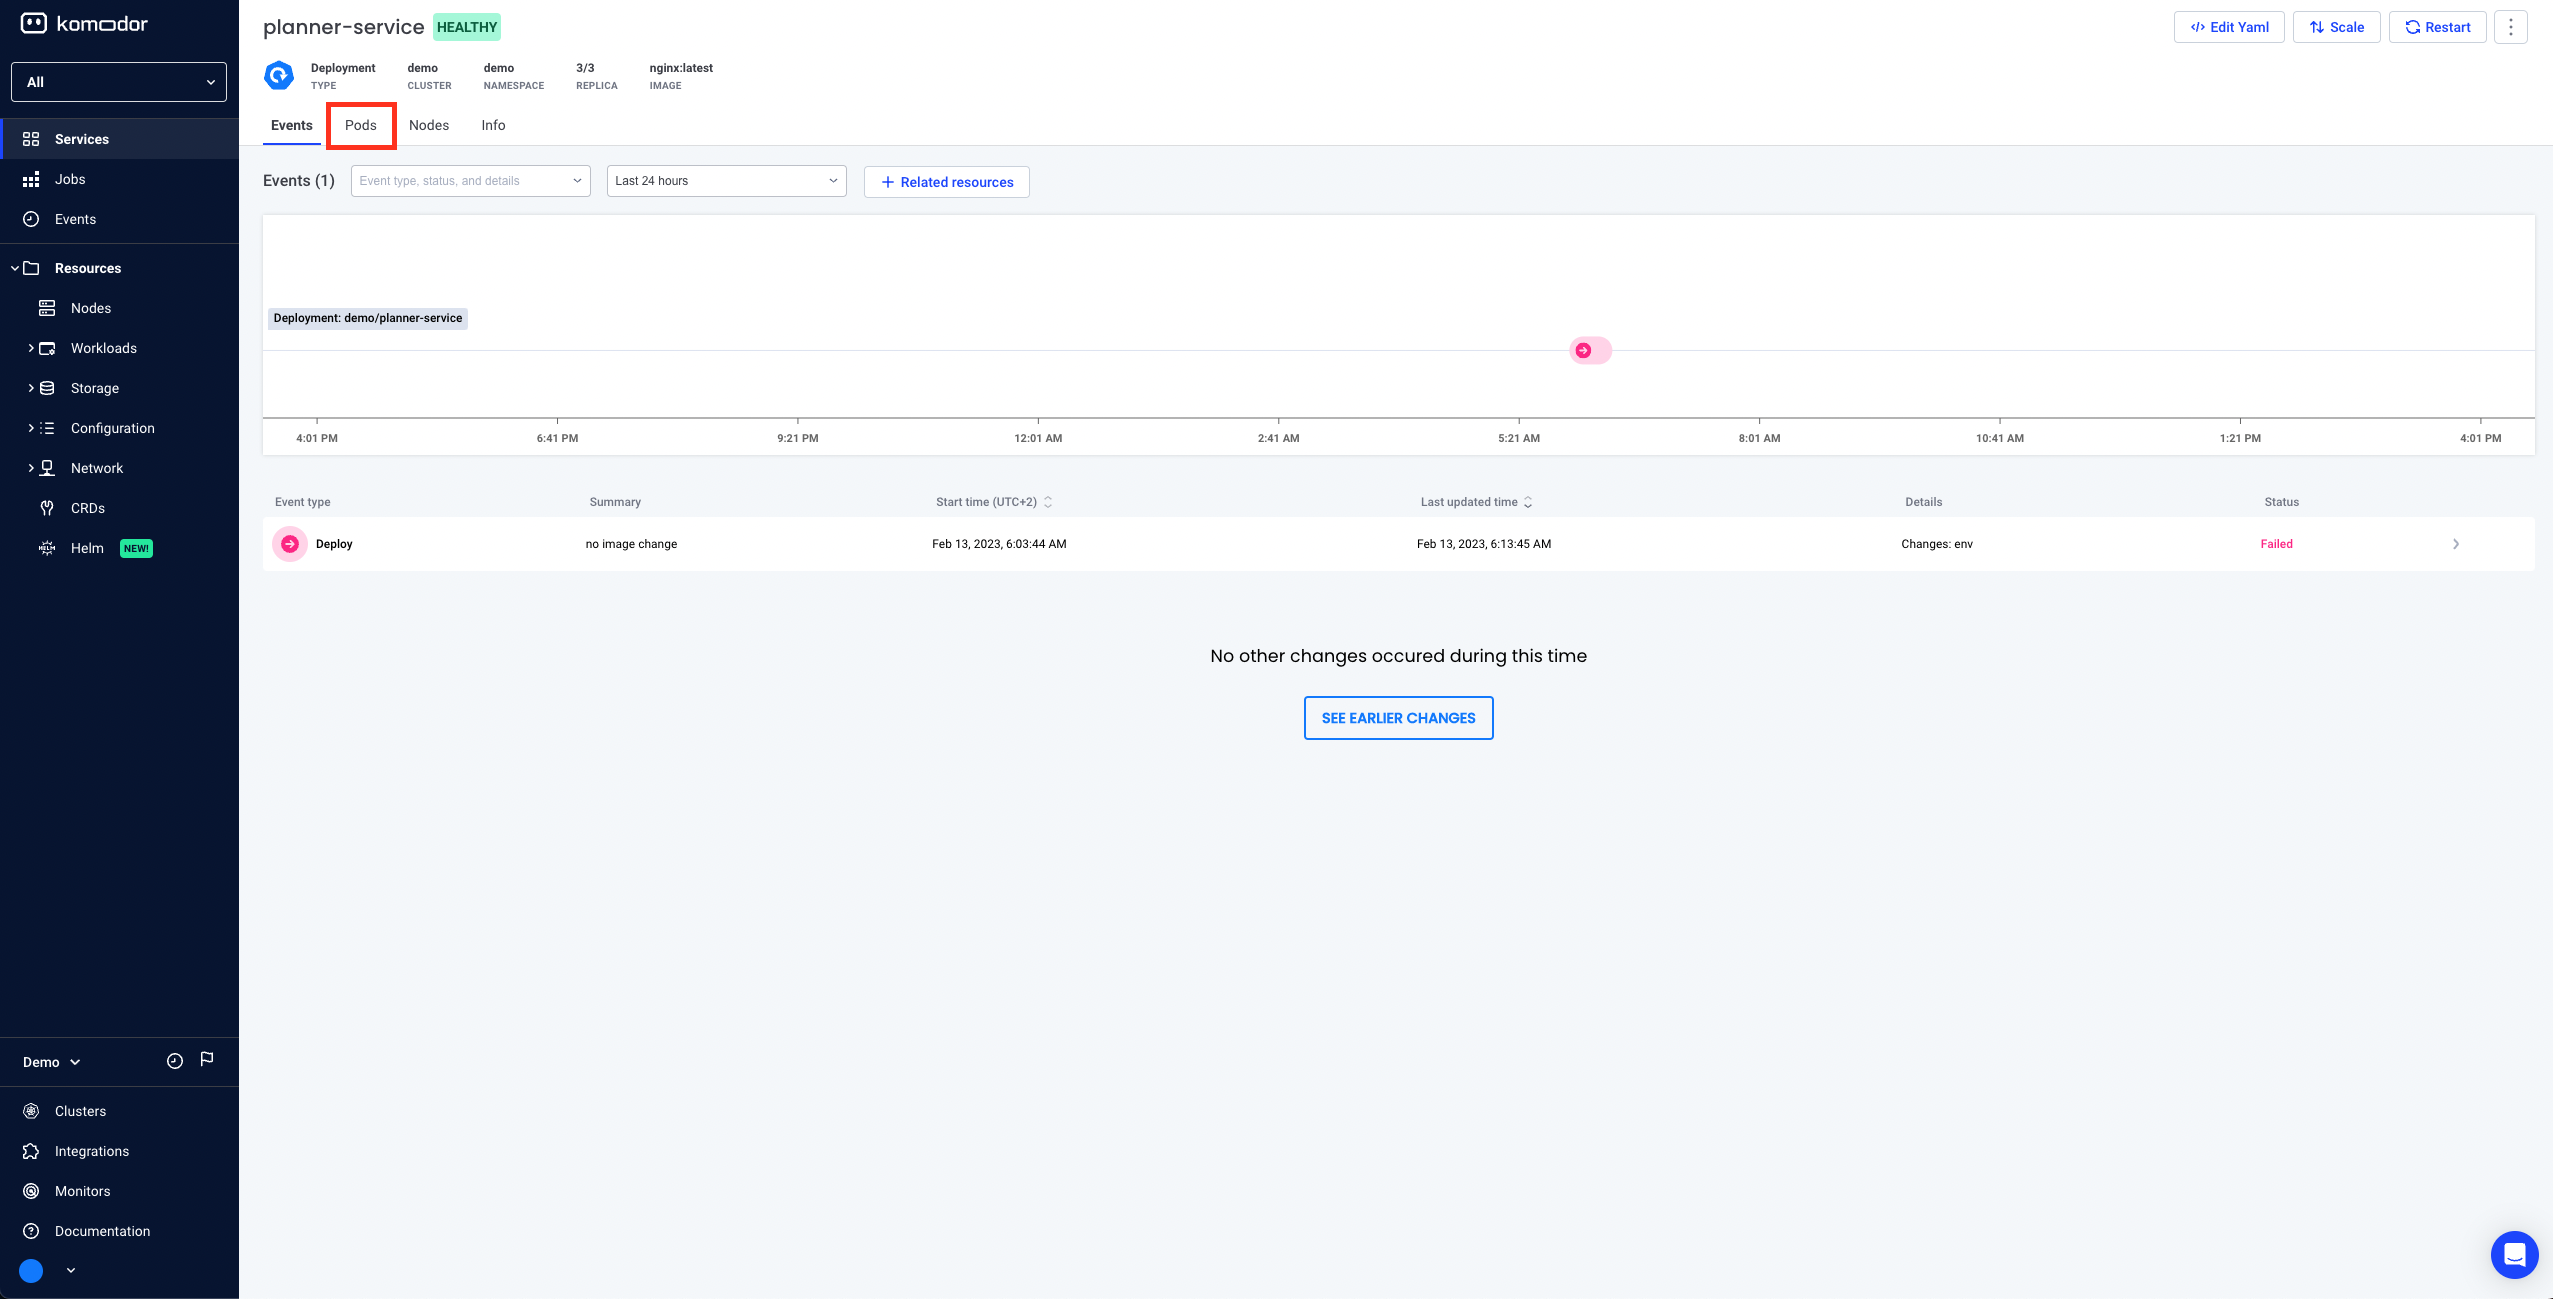 komodor
All
Services
Jobs
Events
Resources
Nodes
Workloads
Storage
Configuration
Network
CRDs
Helm NEW!
Demo
Clusters
Integrations
Monitors
Documentation
planner-service HEALTHY
Edit Yaml Scale Restart
Deployment demo demo 3/3 nginx:latest
TYPE CLUSTER NAMESPACE REPLICA IMAGE
Events Pods Nodes Info
Events (1) Event type, status, and details Last 24 hours + Related resources
Deployment: demo/planner-service
4:01 PM 6:41 PM 9:21 PM 12:01 AM 2:41 AM 5:21 AM 8:01 AM 10:41 AM 1:21 PM 4:01 PM
Event type Summary Start time (UTC+2) Last updated time Details Status
Deploy no image change Feb 13, 2023, 6:03:44 AM Feb 13, 2023, 6:13:45 AM Changes: env Failed
No other changes occured during this time
SEE EARLIER CHANGES